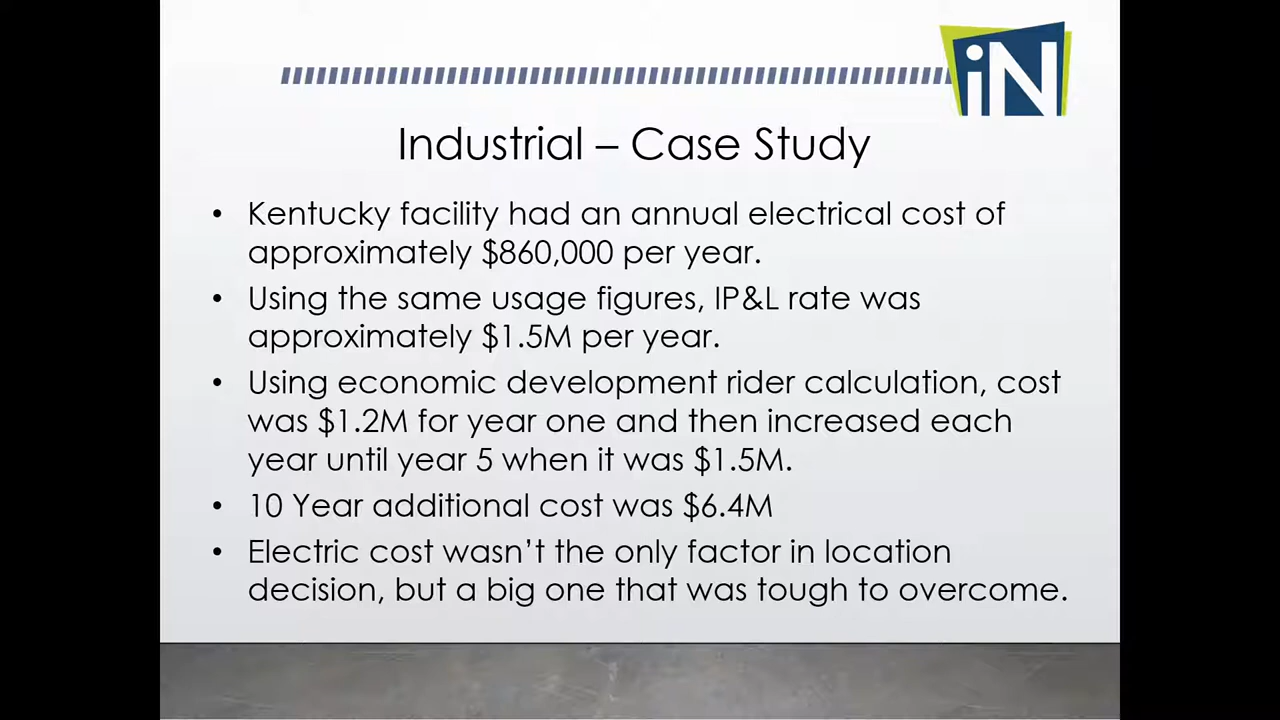 iN
Industrial – Case Study
• Kentucky facility had an annual electrical cost of
approximately $860,000 per year.
• Using the same usage figures, IP&L rate was
approximately $1.5M per year.
• Using economic development rider calculation, cost
was $1.2M for year one and then increased each
year until year 5 when it was $1.5M.
• 10 Year additional cost was $6.4M
• Electric cost wasn’t the only factor in location
decision, but a big one that was tough to overcome.